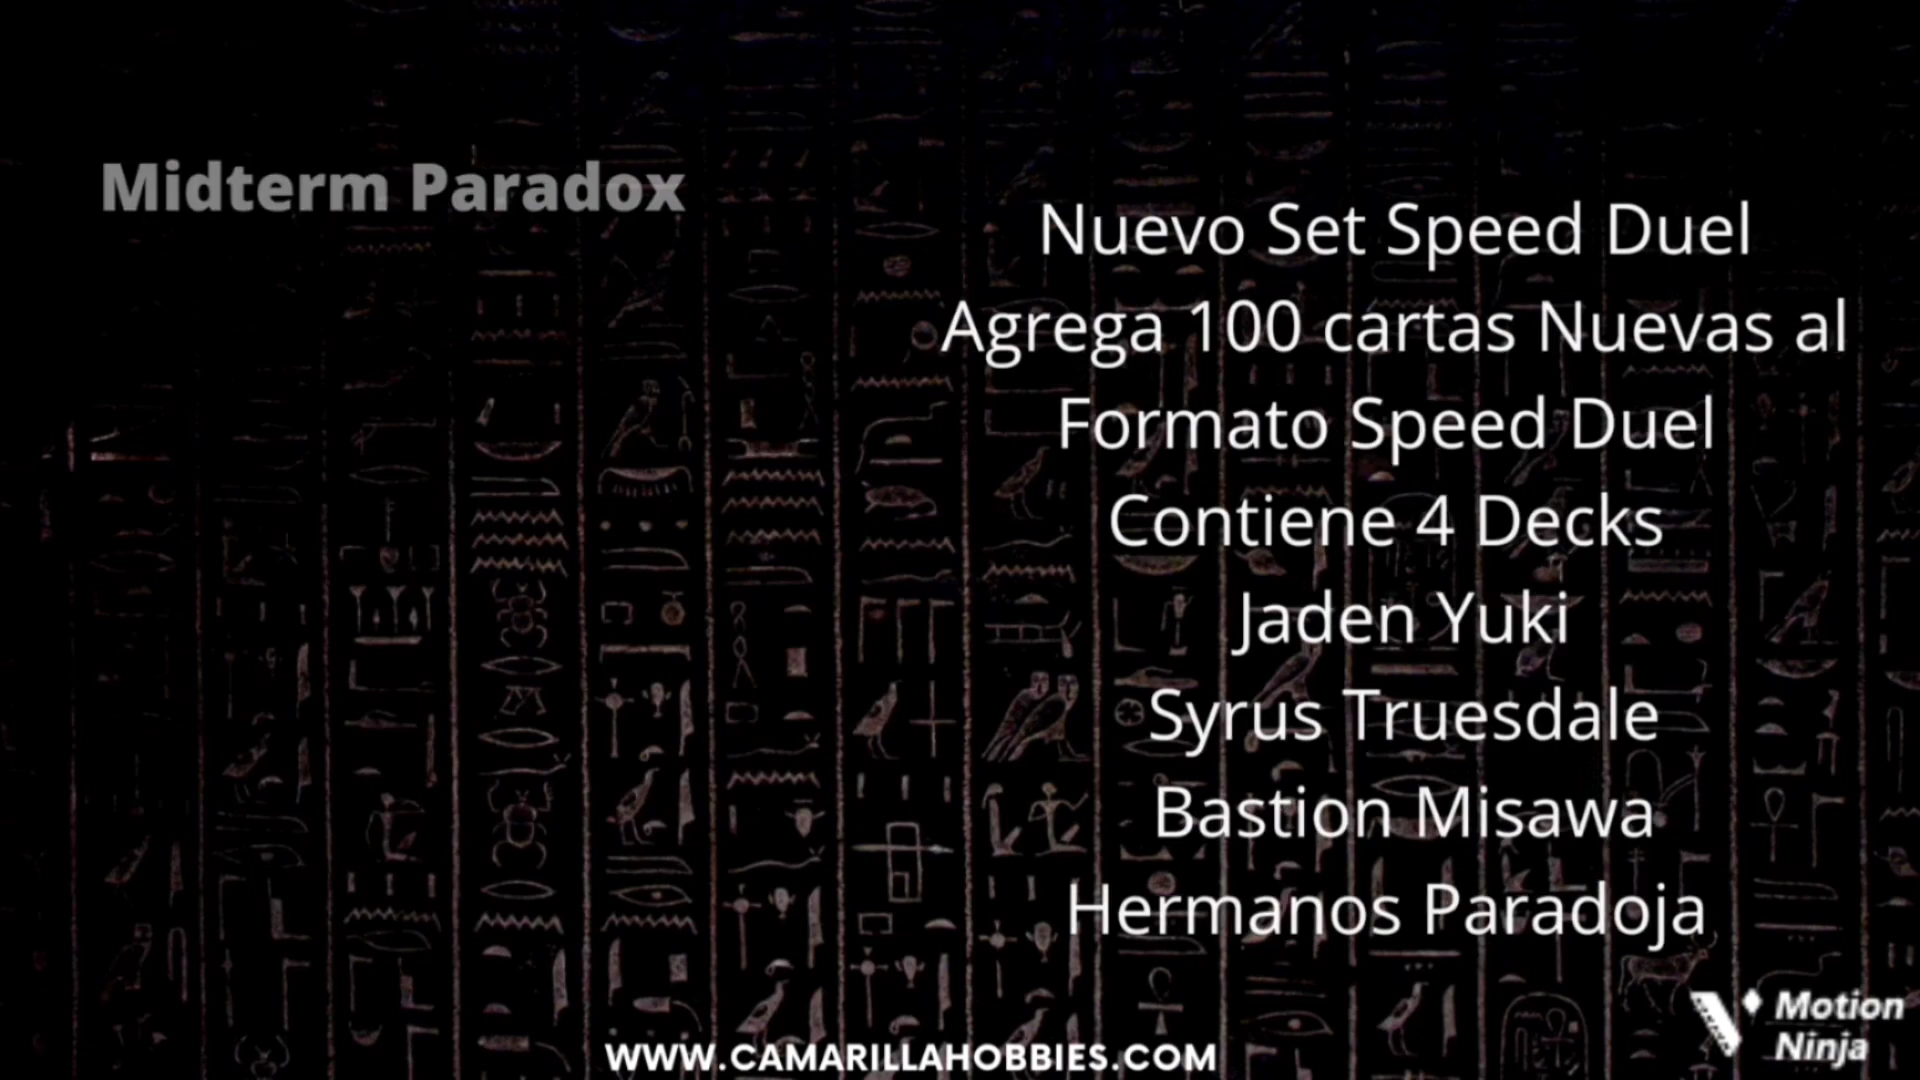 Midterm Paradox
Nuevo Set Speed Duel
Agrega 100 cartas Nuevas al
Formato Speed Duel
Contiene 4 Decks
Jaden Yuki
Syrus Truesdale
Bastion Misawa
Hermanos Paradoja
WWW.CAMARILLAHOBBIES.COM
Motion
Ninja